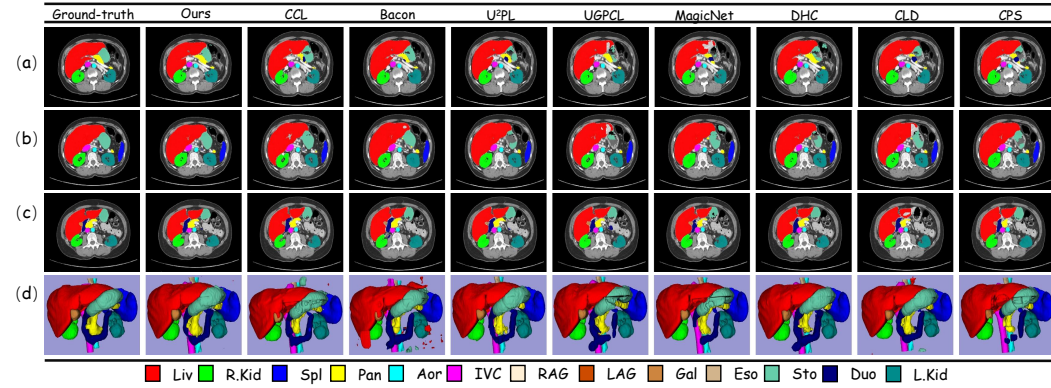 Ground-truth Ours CCL Bacon U²PL UGPCL MagicNet DHC CLD CPS
(a)
(b)
(c)
(d)
Liv R.Kid Spl Pan Aor IVC RAG LAG Gal Eso Sto Duo L.Kid